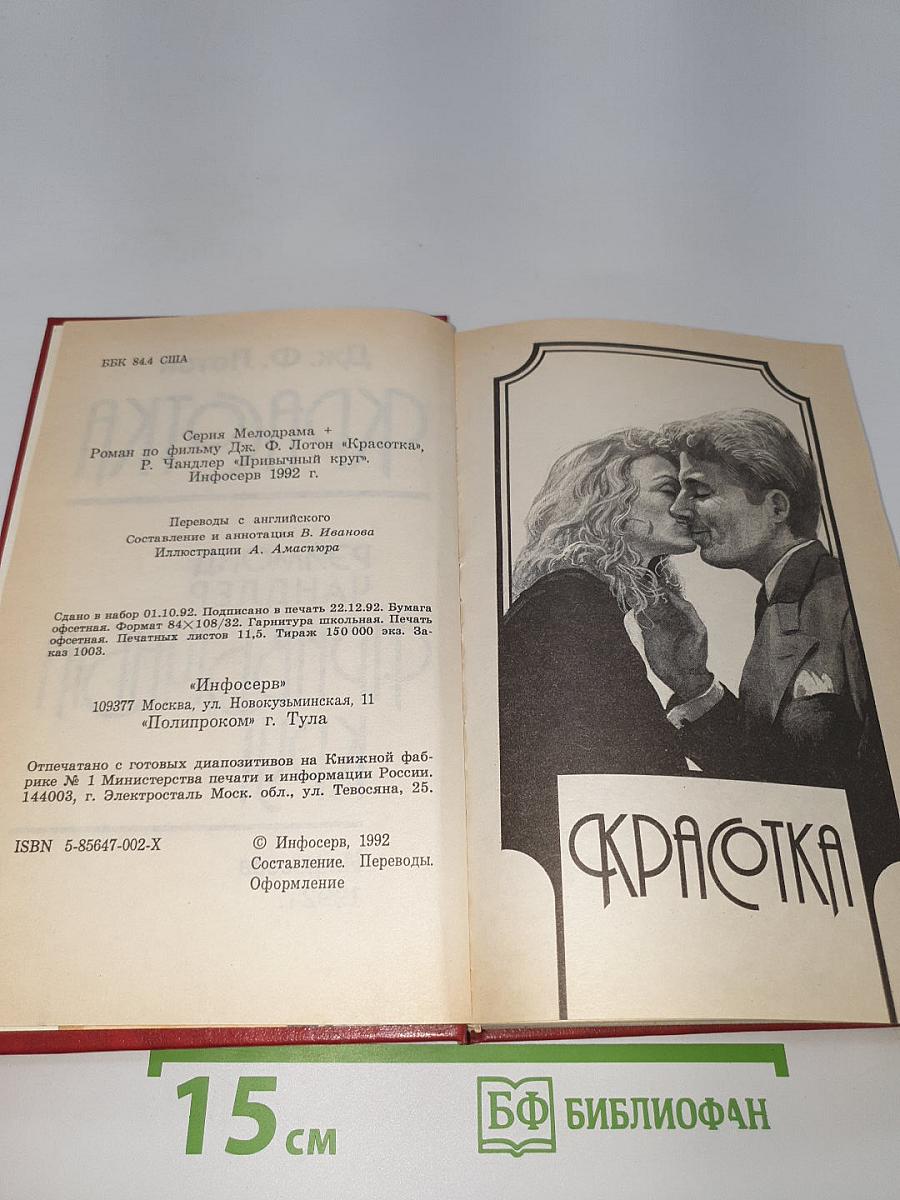 ББК 84.4 США
Серия Мелодрама +
Роман по фильму Дж. Ф. Лотон «Красотка»,
Р. Чандлер «Привычный круг».
Инфосерв 1992 г.
Переводы с английского
Составление и аннотация В. Иванова
Иллюстрации А. Амаспюра
Сдано в набор 01.10.92. Подписано в печать 22.12.92. Бумага
офсетная. Формат 84×108/32. Гарнитура школьная. Печать
офсетная. Печатных листов 11,5. Тираж 150 000 экз. За-
каз 1003.
«Инфосерв»
109377 Москва, ул. Новокузьминская, 11
«Полипроком» г. Тула
Отпечатано с готовых диапозитивов на Книжной фаб-
рике № 1 Министерства печати и информации России.
144003, г. Электросталь Моск. обл., ул. Тевосяна, 25.
ISBN 5-85647-002-X
© Инфосерв, 1992
Составление. Переводы.
Оформление
КРАСОТКА
15 см
БФ БИБЛИОФАН